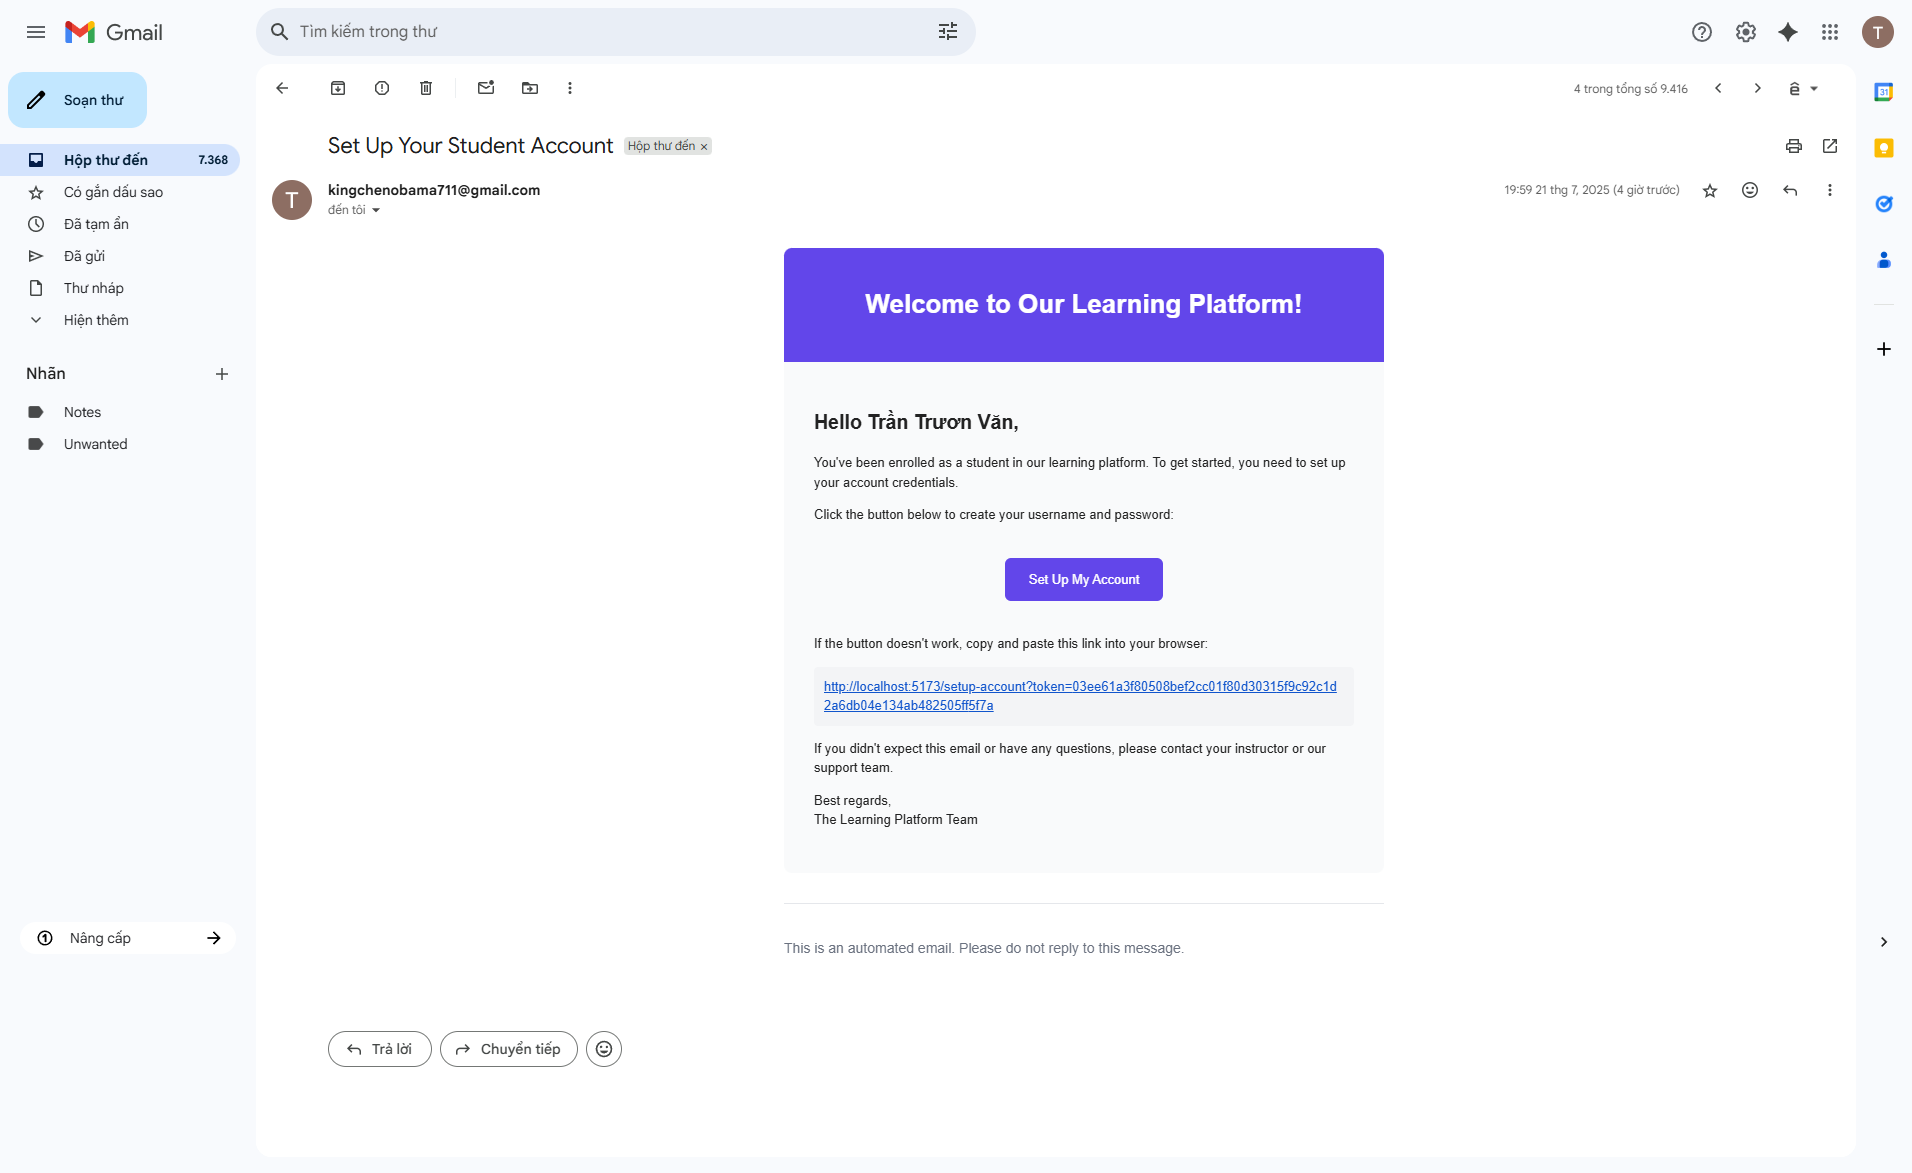 Gmail
Tìm kiếm trong thư
T
Soạn thư
4 trong tổng số 9.416
ê
31
Set Up Your Student Account
Hộp thư đến ×
Hộp thư đến 7.368
Có gắn dấu sao
Đã tạm ẩn
Đã gửi
Thư nháp
Hiện thêm
Nhãn
Notes
Unwanted
Nâng cấp
T
kingchenobama711@gmail.com
đến tôi
19:59 21 thg 7, 2025 (4 giờ trước)
Welcome to Our Learning Platform!
Hello Trần Trươn Văn,
You've been enrolled as a student in our learning platform. To get started, you need to set up
your account credentials.
Click the button below to create your username and password:
Set Up My Account
If the button doesn't work, copy and paste this link into your browser:
http://localhost:5173/setup-account?token=03ee61a3f80508bef2cc01f80d30315f9c92c1d
2a6db04e134ab482505ff5f7a
If you didn't expect this email or have any questions, please contact your instructor or our
support team.
Best regards,
The Learning Platform Team
This is an automated email. Please do not reply to this message.
Trả lời
Chuyển tiếp